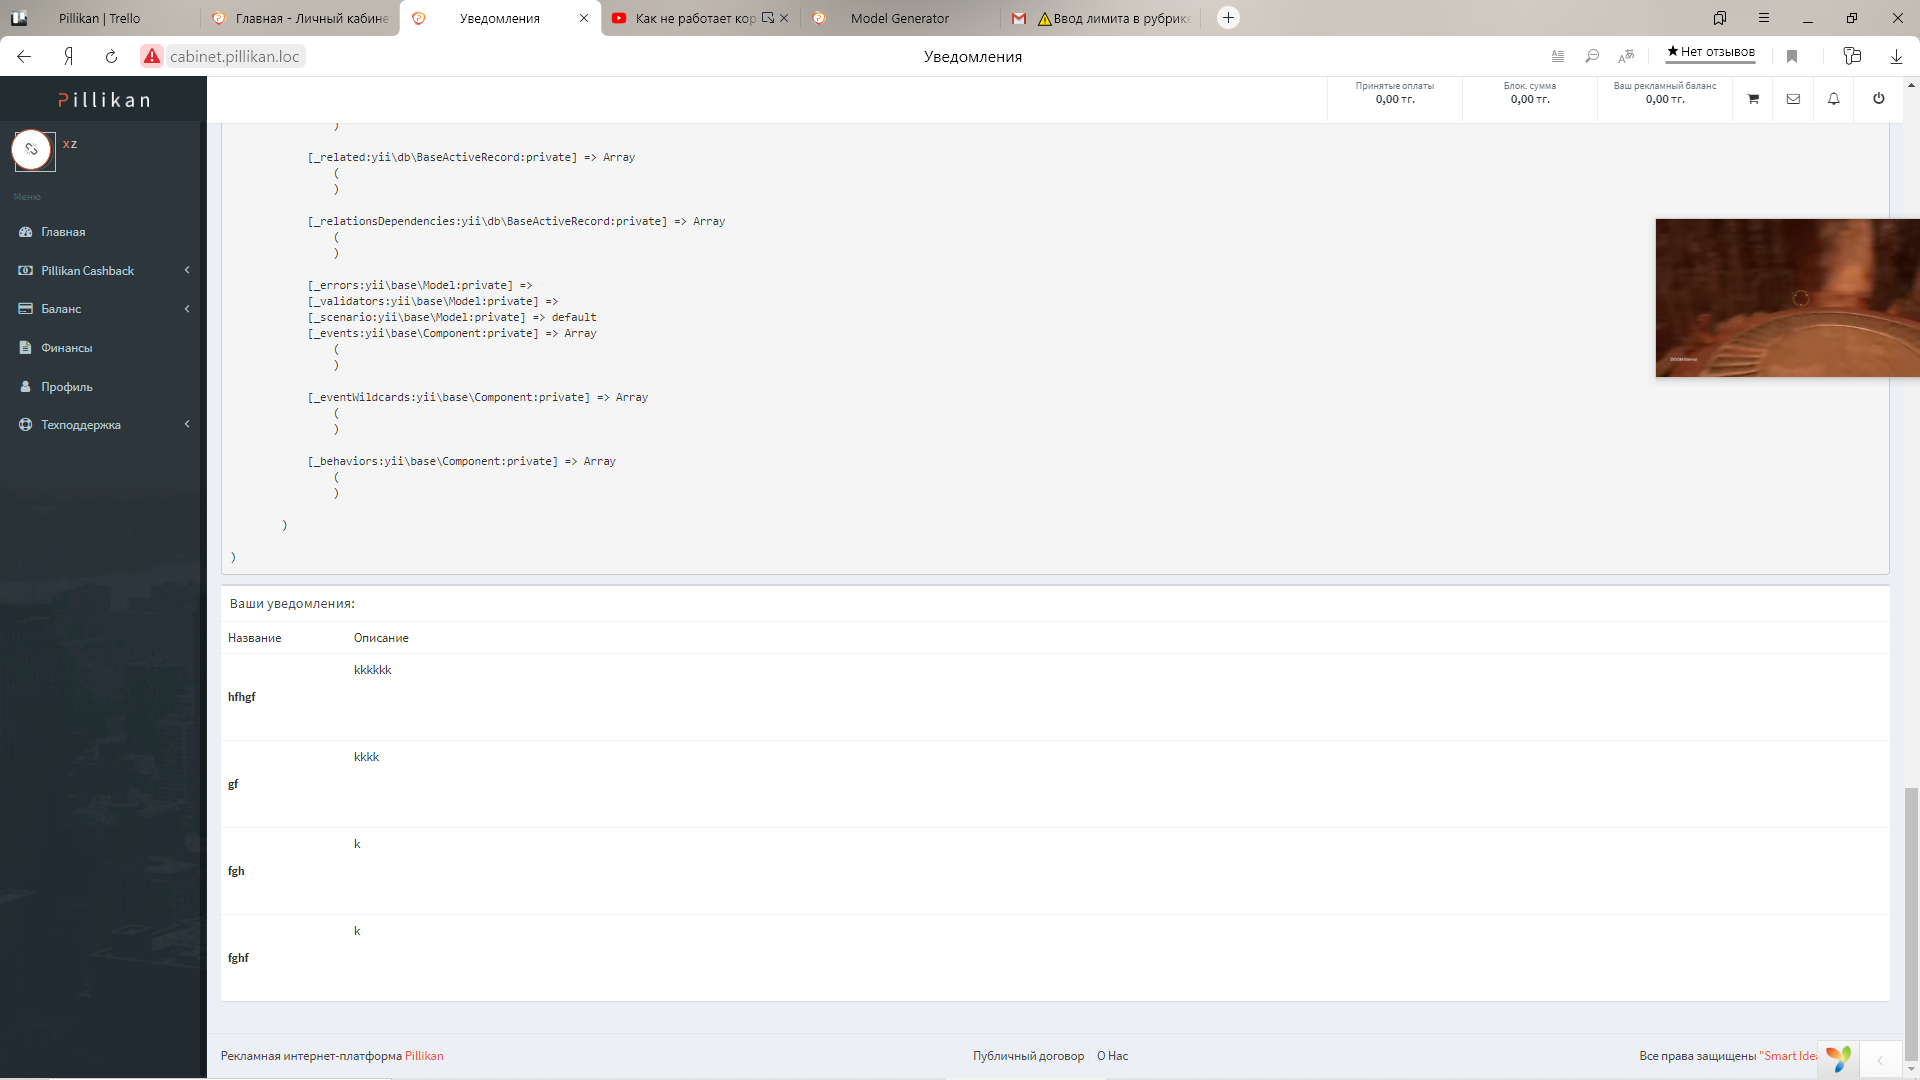 Pillikan | Trello
Главная - Личный кабине
Уведомления
Как не работает кор
Model Generator
Ввод лимита в рубрике
cabinet.pillikan.loc
Уведомления
★ Нет отзывов
Pillikan
Принятые оплаты
0,00 тг.
Блок. сумма
0,00 тг.
Ваш рекламный баланс
0,00 тг.
xz
Меню
Главная
Pillikan Cashback
Баланс
Финансы
Профиль
Техподдержка
)
[_related:yii\db\BaseActiveRecord:private] => Array
(
)
[_relationsDependencies:yii\db\BaseActiveRecord:private] => Array
(
)
[_errors:yii\base\Model:private] =>
[_validators:yii\base\Model:private] =>
[_scenario:yii\base\Model:private] => default
[_events:yii\base\Component:private] => Array
(
)
[_eventWildcards:yii\base\Component:private] => Array
(
)
[_behaviors:yii\base\Component:private] => Array
(
)
)
)
DOOM Eternal
Ваши уведомления:
Название Описание
kkkkkk
hfhgf
kkkk
gf
k
fgh
k
fghf
Рекламная интернет-платформа Pillikan
Публичный договор О Нас
Все права защищены "Smart Idea